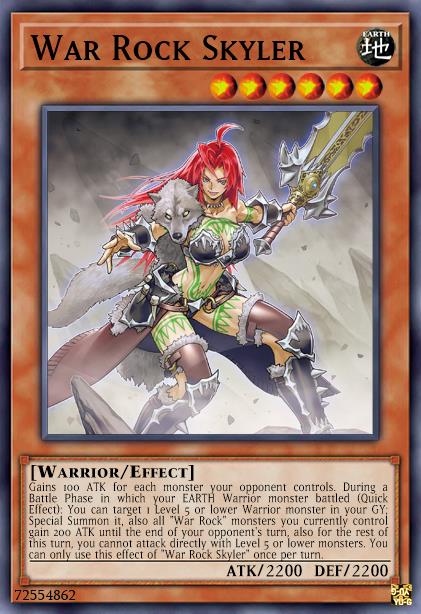 War Rock Skyler
EARTH
地
[Warrior/Effect]
Gains 100 ATK for each monster your opponent controls. During a
Battle Phase in which your EARTH Warrior monster battled (Quick
Effect): You can target 1 Level 5 or lower Warrior monster in your GY;
Special Summon it, also all "War Rock" monsters you currently control
gain 200 ATK until the end of your opponent's turn, also for the rest of
this turn, you cannot attack directly with Level 5 or lower monsters. You
can only use this effect of "War Rock Skyler" once per turn.
ATK/2200 DEF/2200
72554862